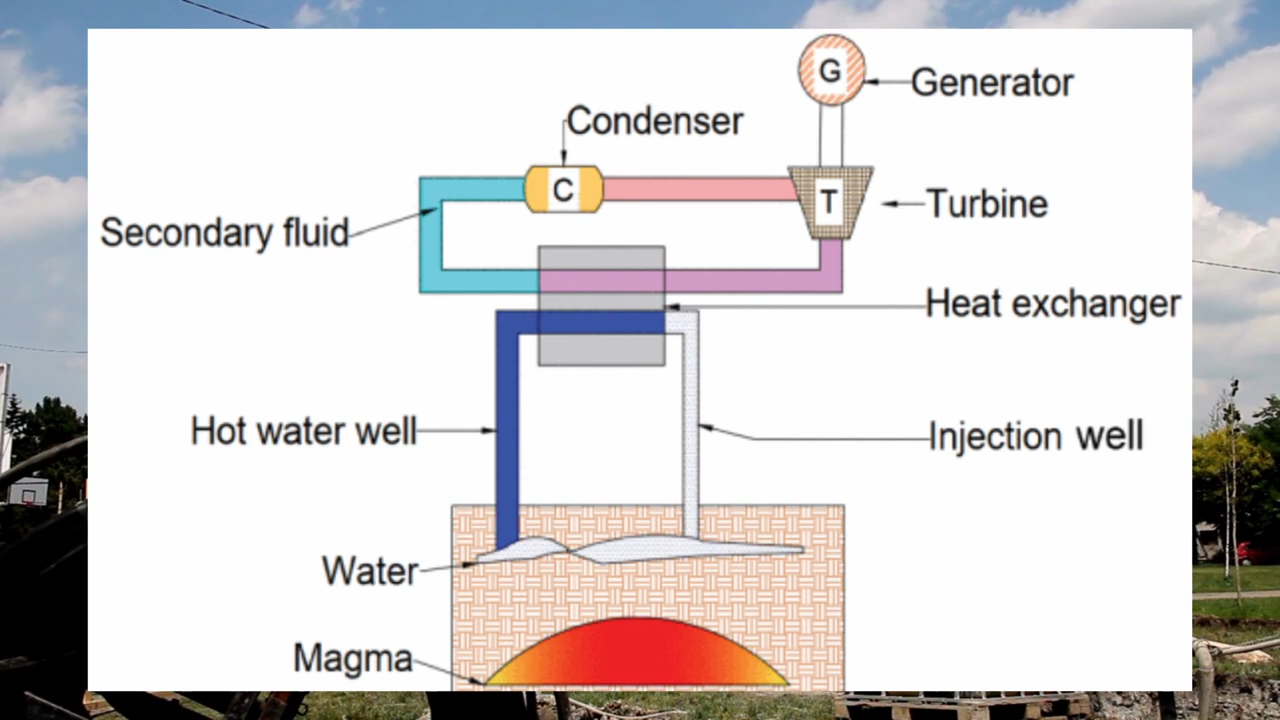 G
Generator
Condenser
C
T
Turbine
Secondary fluid
Heat exchanger
Hot water well
Injection well
Water
Magma